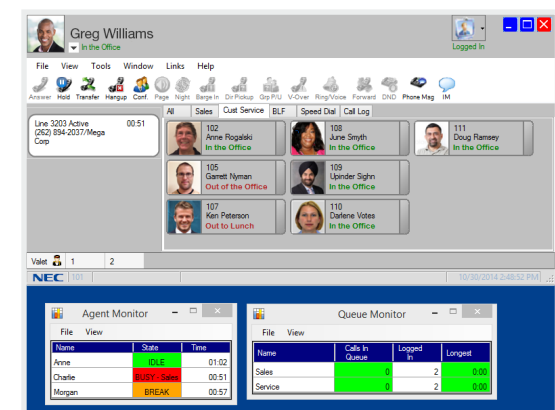 Greg Williams
In the Office
Logged In
File View Tools Window Links Help
Answer Hold Transfer Hangup Conf. Page Night Barge In Dir Pickup Grp P/U V-Over Ring/Voice Forward DND Phone Msg IM
All Sales Cust Service BLF Speed Dial Call Log
Line 3203 Active 00:51
(262) 894-2037/Mega
Corp
102
Anne Rogalski
In the Office
108
June Smyth
In the Office
111
Doug Ramsey
In the Office
105
Garrett Nyman
Out of the Office
109
Upinder Sighn
In the Office
107
Ken Peterson
Out to Lunch
110
Darlene Votes
In the Office
Valet 1 2
NEC 101 10/30/2014 2:48:52 PM
Agent Monitor
File View
Name State Time
Anne IDLE 01:02
Charlie BUSY - Sales 00:51
Morgan BREAK 00:57
Queue Monitor
File View
Name Calls In Queue Logged In Longest
Sales 0 2 0:00
Service 0 2 0:00